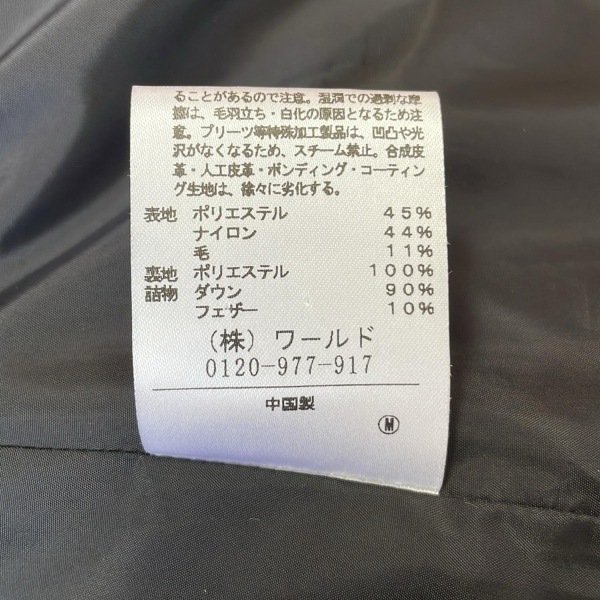 ることがあるので注意。湿潤での過剰な摩
擦は、毛羽立ち・白化の原因となるため注
意。プリーツ等特殊加工製品は、凹凸や光
沢がなくなるため、スチーム禁止。合成皮
革・人工皮革・ボンディング・コーティン
グ生地は、徐々に劣化する。
表地 ポリエステル 45%
ナイロン 44%
毛 11%
裏地 ポリエステル 100%
詰物 ダウン 90%
フェザー 10%
(株)ワールド
0120-977-917
中国製
M